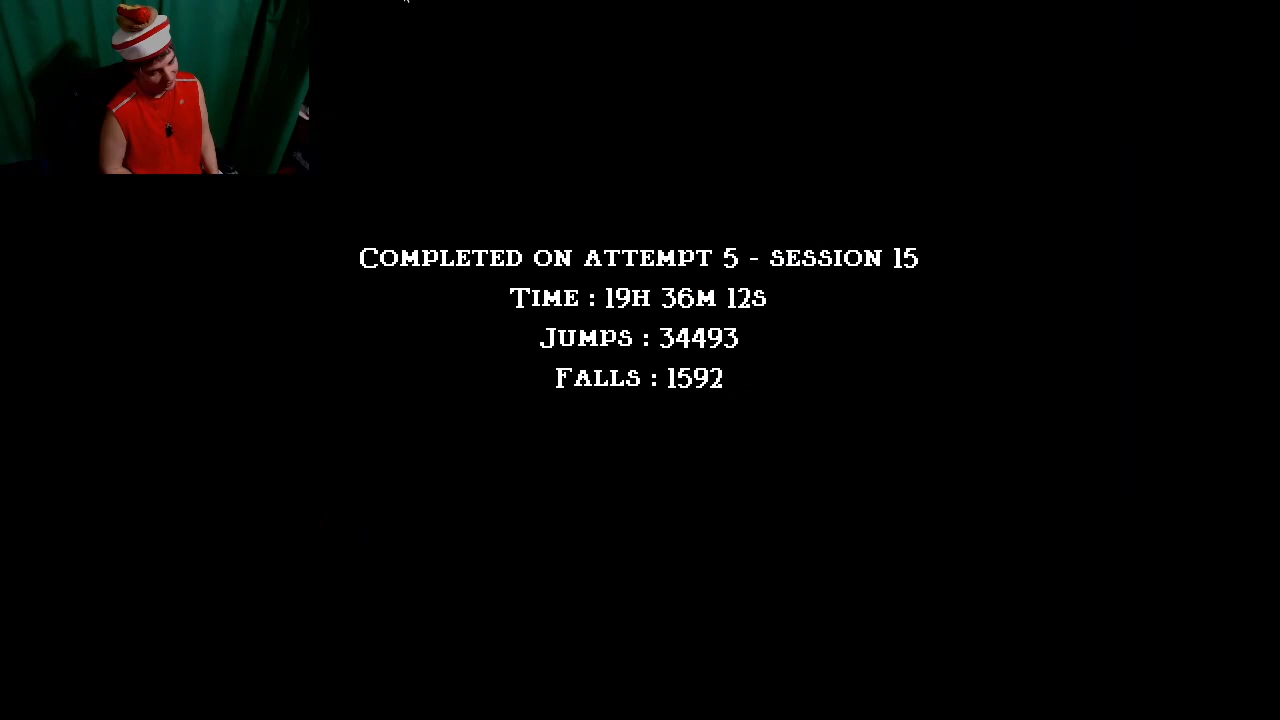 Completed on attempt 5 - session 15
Time : 19h 36m 12s
Jumps : 34493
Falls : 1592